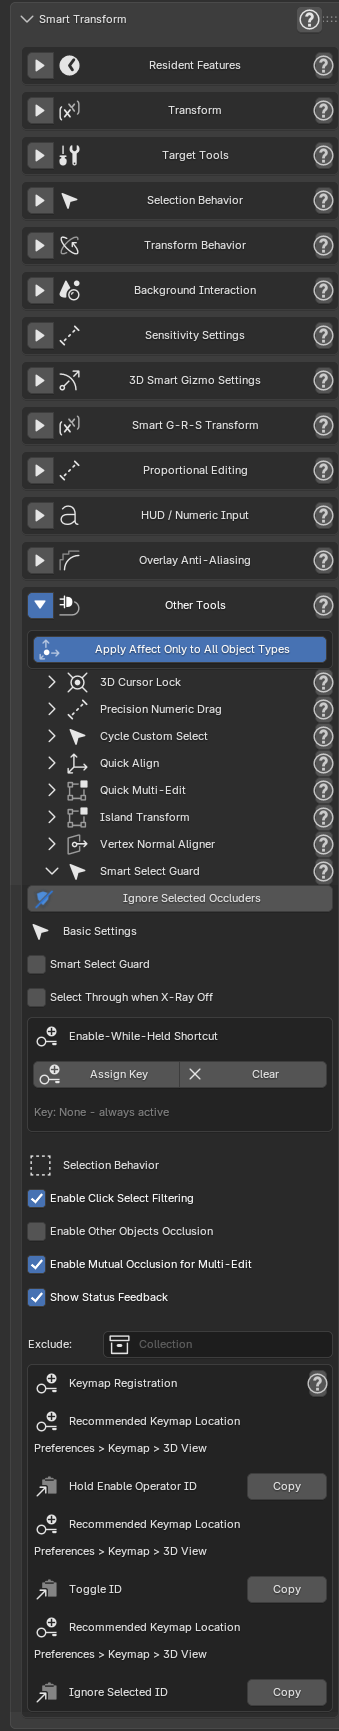 Smart Transform
Resident Features
Transform
Target Tools
Selection Behavior
Transform Behavior
Background Interaction
Sensitivity Settings
3D Smart Gizmo Settings
Smart G-R-S Transform
Proportional Editing
HUD / Numeric Input
Overlay Anti-Aliasing
Other Tools
Apply Affect Only to All Object Types
3D Cursor Lock
Precision Numeric Drag
Cycle Custom Select
Quick Align
Quick Multi-Edit
Island Transform
Vertex Normal Aligner
Smart Select Guard
Ignore Selected Occluders
Basic Settings
Smart Select Guard
Select Through when X-Ray Off
Enable-While-Held Shortcut
Assign Key Clear
Key: None - always active
Selection Behavior
Enable Click Select Filtering
Enable Other Objects Occlusion
Enable Mutual Occlusion for Multi-Edit
Show Status Feedback
Exclude: Collection
Keymap Registration
Recommended Keymap Location
Preferences > Keymap > 3D View
Hold Enable Operator ID Copy
Recommended Keymap Location
Preferences > Keymap > 3D View
Toggle ID Copy
Recommended Keymap Location
Preferences > Keymap > 3D View
Ignore Selected ID Copy